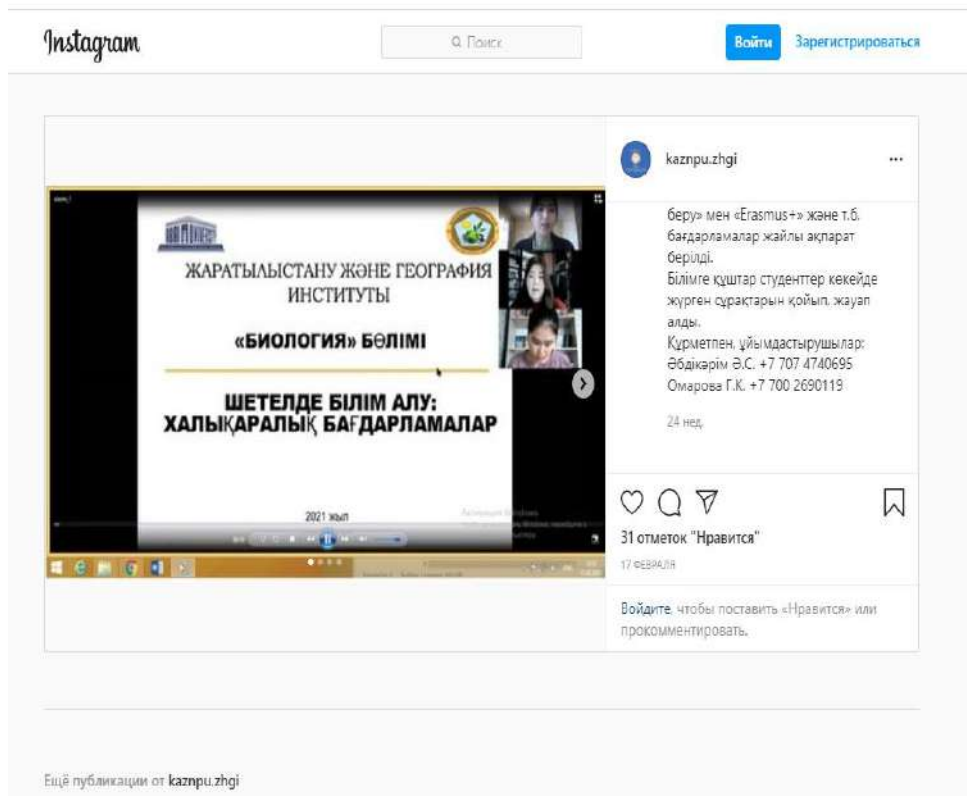 Instagram
Поиск
Войти
Зарегистрироваться
ЖАРАТЫЛЫСТАНУ ЖӘНЕ ГЕОГРАФИЯ
ИНСТИТУТЫ
«БИОЛОГИЯ» БӨЛІМІ
ШЕТЕЛДЕ БІЛІМ АЛУ:
ХАЛЫҚАРАЛЫҚ БАҒДАРЛАМАЛАР
2021 жыл
kaznpu.zhgi
беру» мен «Erasmus+» және т.б.
бағдарламалар жайлы ақпарат
берілді.
Білімге құштар студенттер көкейде
жүрген сұрақтарын қойып, жауап
алды.
Құрметпен, ұйымдастырушылар:
Әбдікәрім Ә.С. +7 707 4740695
Омарова Г.К. +7 700 2690119
24 нед.
31 отметок "Нравится"
17 ФЕВРАЛЯ
Войдите, чтобы поставить «Нравится» или
прокомментировать.
Ещё публикации от kaznpu.zhgi